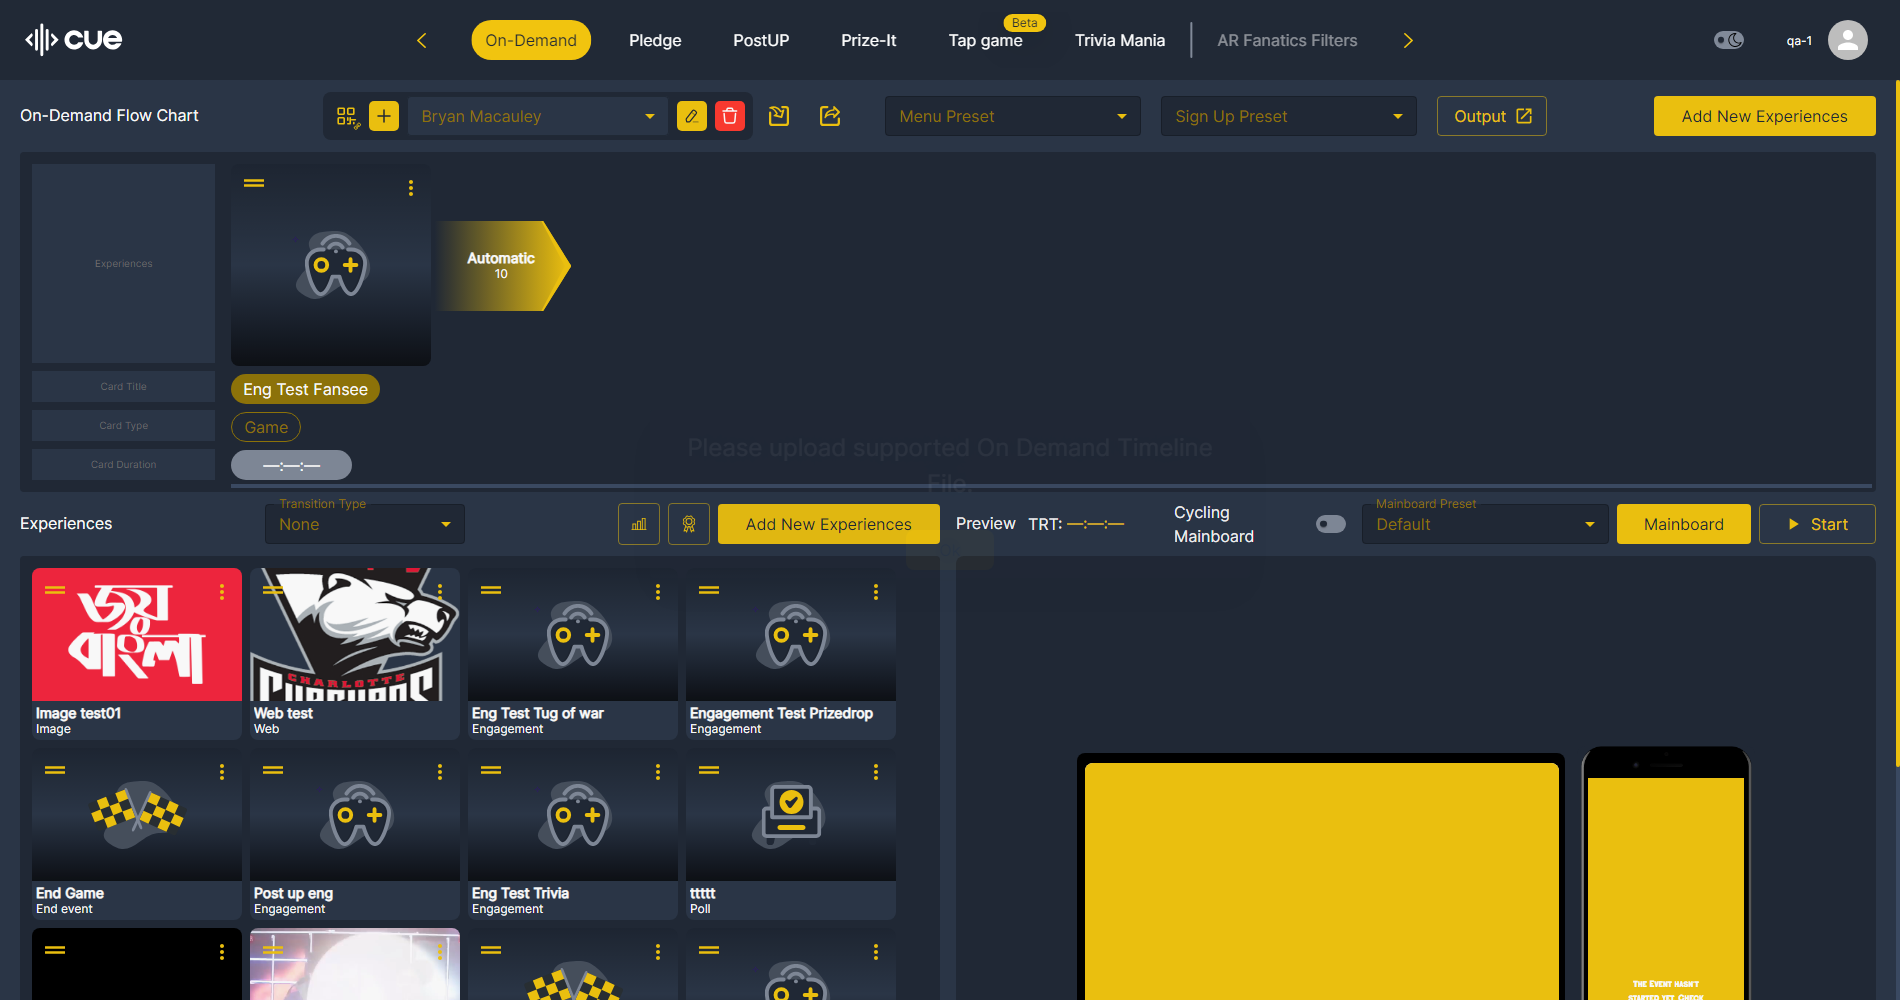 cue
On-Demand
Pledge
PostUP
Prize-It
Tap game
Beta
Trivia Mania
AR Fanatics Filters
qa-1
On-Demand Flow Chart
Bryan Macauley
Menu Preset
Sign Up Preset
Output
Add New Experiences
Experiences
Automatic
10
Card Title
Eng Test Fansee
Card Type
Game
Card Duration
—:—:—
Please upload supported On Demand Timeline
File.
Experiences
Transition Type
None
Add New Experiences
Preview
TRT: —:—:—
Cycling
Mainboard
Mainboard Preset
Default
Mainboard
Start
জয়
বাংলা
CHARLOTTE
Image test01
Image
Web test
Web
Eng Test Tug of war
Engagement
Engagement Test Prizedrop
Engagement
End Game
End event
Post up eng
Engagement
Eng Test Trivia
Engagement
ttttt
Poll
The Event hasn't
started yet. Check